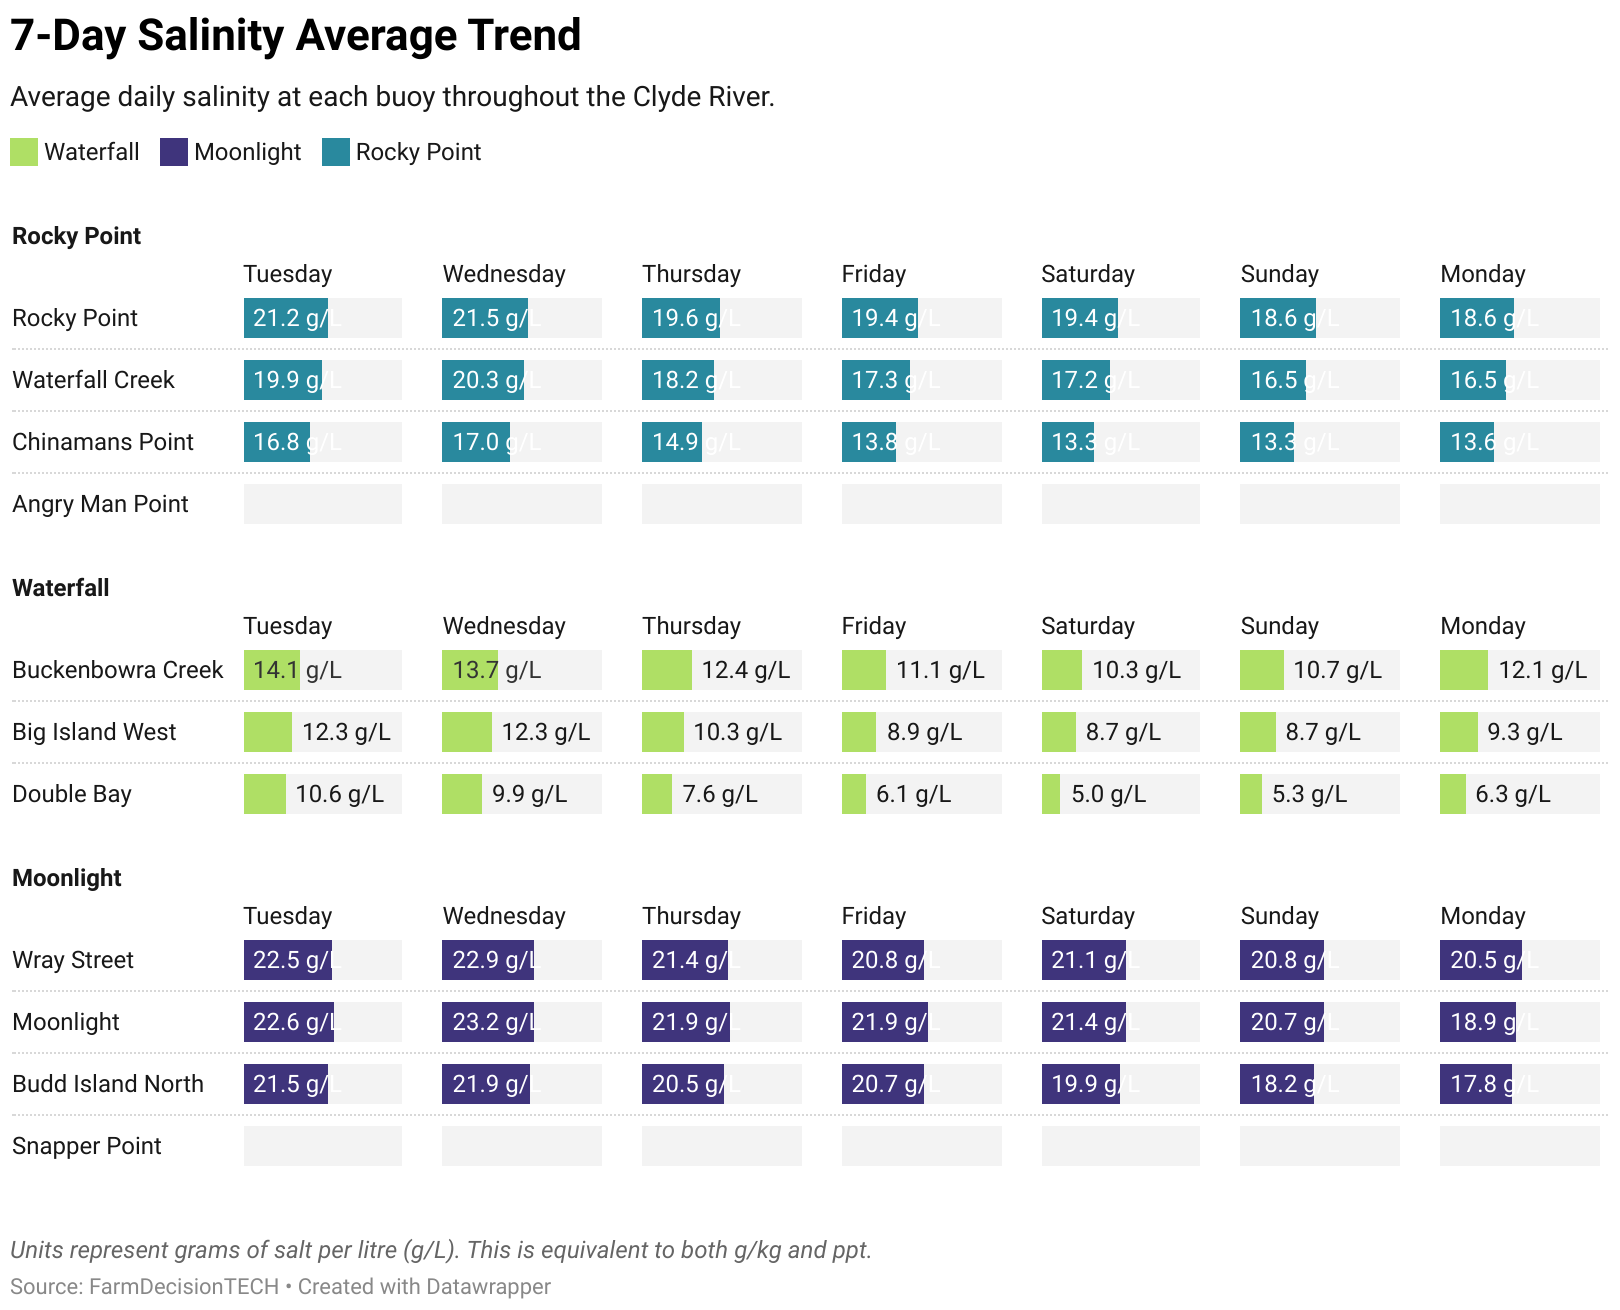 7-Day Salinity Average Trend
Average daily salinity at each buoy throughout the Clyde River.
Waterfall Moonlight Rocky Point
Rocky Point
Tuesday Wednesday Thursday Friday Saturday Sunday Monday
Rocky Point 21.2 g/L 21.5 g/L 19.6 g/L 19.4 g/L 19.4 g/L 18.6 g/L 18.6 g/L
Waterfall Creek 19.9 g/L 20.3 g/L 18.2 g/L 17.3 g/L 17.2 g/L 16.5 g/L 16.5 g/L
Chinamans Point 16.8 g/L 17.0 g/L 14.9 g/L 13.8 g/L 13.3 g/L 13.3 g/L 13.6 g/L
Angry Man Point
Waterfall
Tuesday Wednesday Thursday Friday Saturday Sunday Monday
Buckenbowra Creek 14.1 g/L 13.7 g/L 12.4 g/L 11.1 g/L 10.3 g/L 10.7 g/L 12.1 g/L
Big Island West 12.3 g/L 12.3 g/L 10.3 g/L 8.9 g/L 8.7 g/L 8.7 g/L 9.3 g/L
Double Bay 10.6 g/L 9.9 g/L 7.6 g/L 6.1 g/L 5.0 g/L 5.3 g/L 6.3 g/L
Moonlight
Tuesday Wednesday Thursday Friday Saturday Sunday Monday
Wray Street 22.5 g/L 22.9 g/L 21.4 g/L 20.8 g/L 21.1 g/L 20.8 g/L 20.5 g/L
Moonlight 22.6 g/L 23.2 g/L 21.9 g/L 21.9 g/L 21.4 g/L 20.7 g/L 18.9 g/L
Budd Island North 21.5 g/L 21.9 g/L 20.5 g/L 20.7 g/L 19.9 g/L 18.2 g/L 17.8 g/L
Snapper Point
Units represent grams of salt per litre (g/L). This is equivalent to both g/kg and ppt.
Source: FarmDecisionTECH • Created with Datawrapper